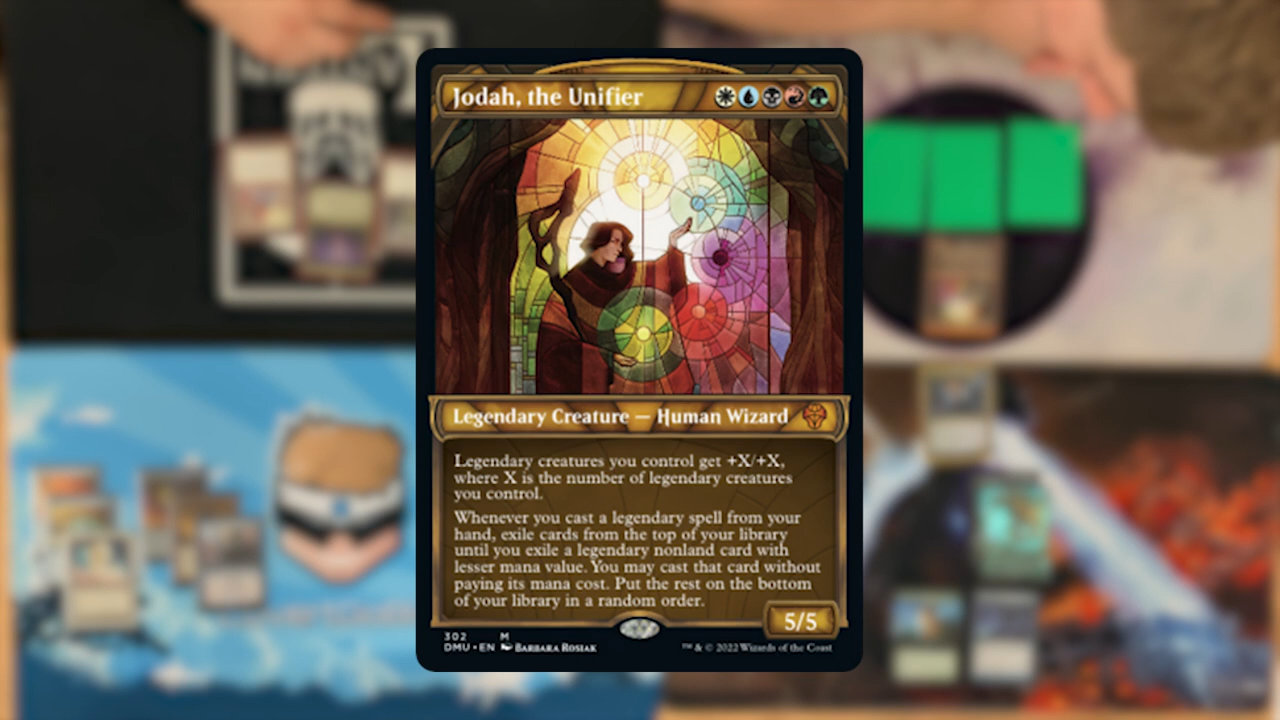 Jodah, the Unifier
Legendary Creature — Human Wizard
Legendary creatures you control get +X/+X,
where X is the number of legendary creatures
you control.
Whenever you cast a legendary spell from your
hand, exile cards from the top of your library
until you exile a legendary nonland card with
lesser mana value. You may cast that card without
paying its mana cost. Put the rest on the bottom
of your library in a random order.
5/5
302 M
DMU • EN Barbara Rosiak
™ & © 2022 Wizards of the Coast